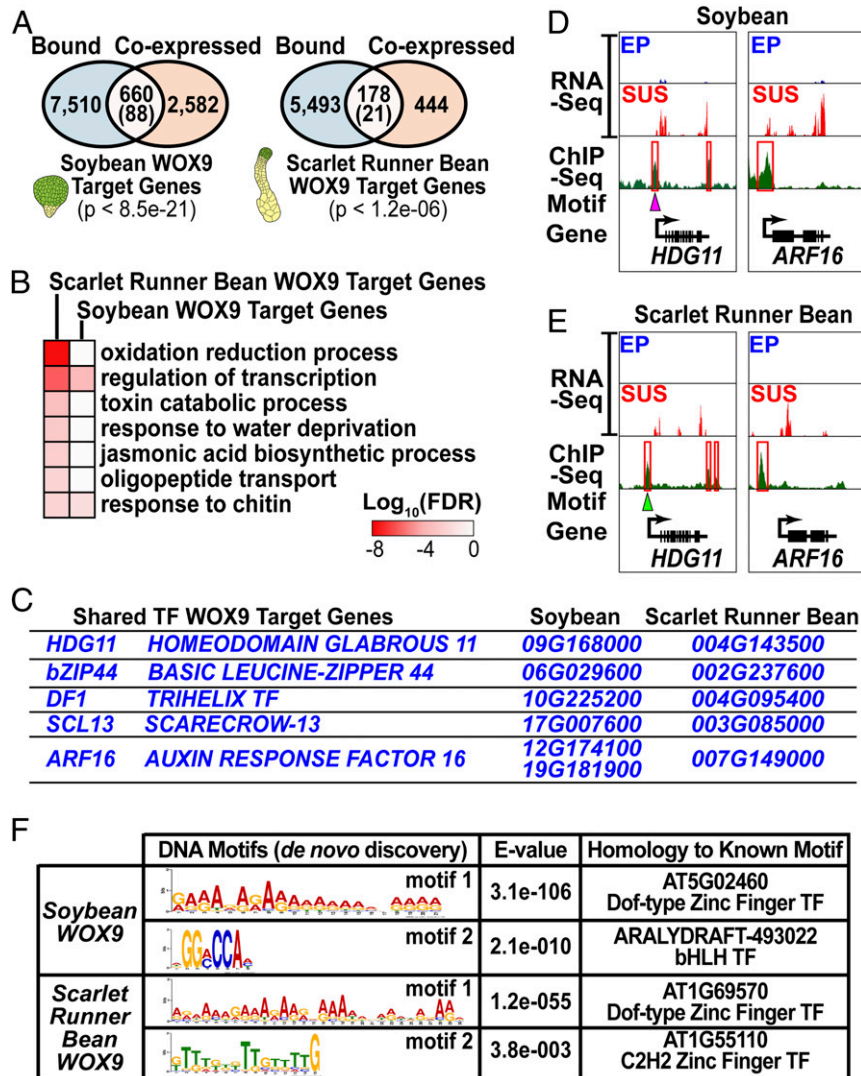 A
Bound Co-expressed
7,510 660 (88) 2,582
Soybean WOX9
Target Genes
(p < 8.5e-21)
Bound Co-expressed
5,493 178 (21) 444
Scarlet Runner Bean
WOX9 Target Genes
(p < 1.2e-06)
B
Scarlet Runner Bean WOX9 Target Genes
Soybean WOX9 Target Genes
oxidation reduction process
regulation of transcription
toxin catabolic process
response to water deprivation
jasmonic acid biosynthetic process
oligopeptide transport
response to chitin
Log10(FDR)
-8 -4 0
C
Shared TF WOX9 Target Genes Soybean Scarlet Runner Bean
HDG11 HOMEODOMAIN GLABROUS 11 09G168000 004G143500
bZIP44 BASIC LEUCINE-ZIPPER 44 06G029600 002G237600
DF1 TRIHELIX TF 10G225200 004G095400
SCL13 SCARECROW-13 17G007600 003G085000
ARF16 AUXIN RESPONSE FACTOR 16 12G174100 19G181900 007G149000
D
Soybean
EP EP
RNA
-Seq
SUS SUS
ChIP
-Seq
Motif
Gene
HDG11 ARF16
E
Scarlet Runner Bean
EP EP
RNA
-Seq
SUS SUS
ChIP
-Seq
Motif
Gene
HDG11 ARF16
F
DNA Motifs (de novo discovery) E-value Homology to Known Motif
Soybean
WOX9
motif 1 3.1e-106 AT5G02460
Dof-type Zinc Finger TF
motif 2 2.1e-010 ARALYDRAFT-493022
bHLH TF
Scarlet
Runner
Bean
WOX9
motif 1 1.2e-055 AT1G69570
Dof-type Zinc Finger TF
motif 2 3.8e-003 AT1G55110
C2H2 Zinc Finger TF